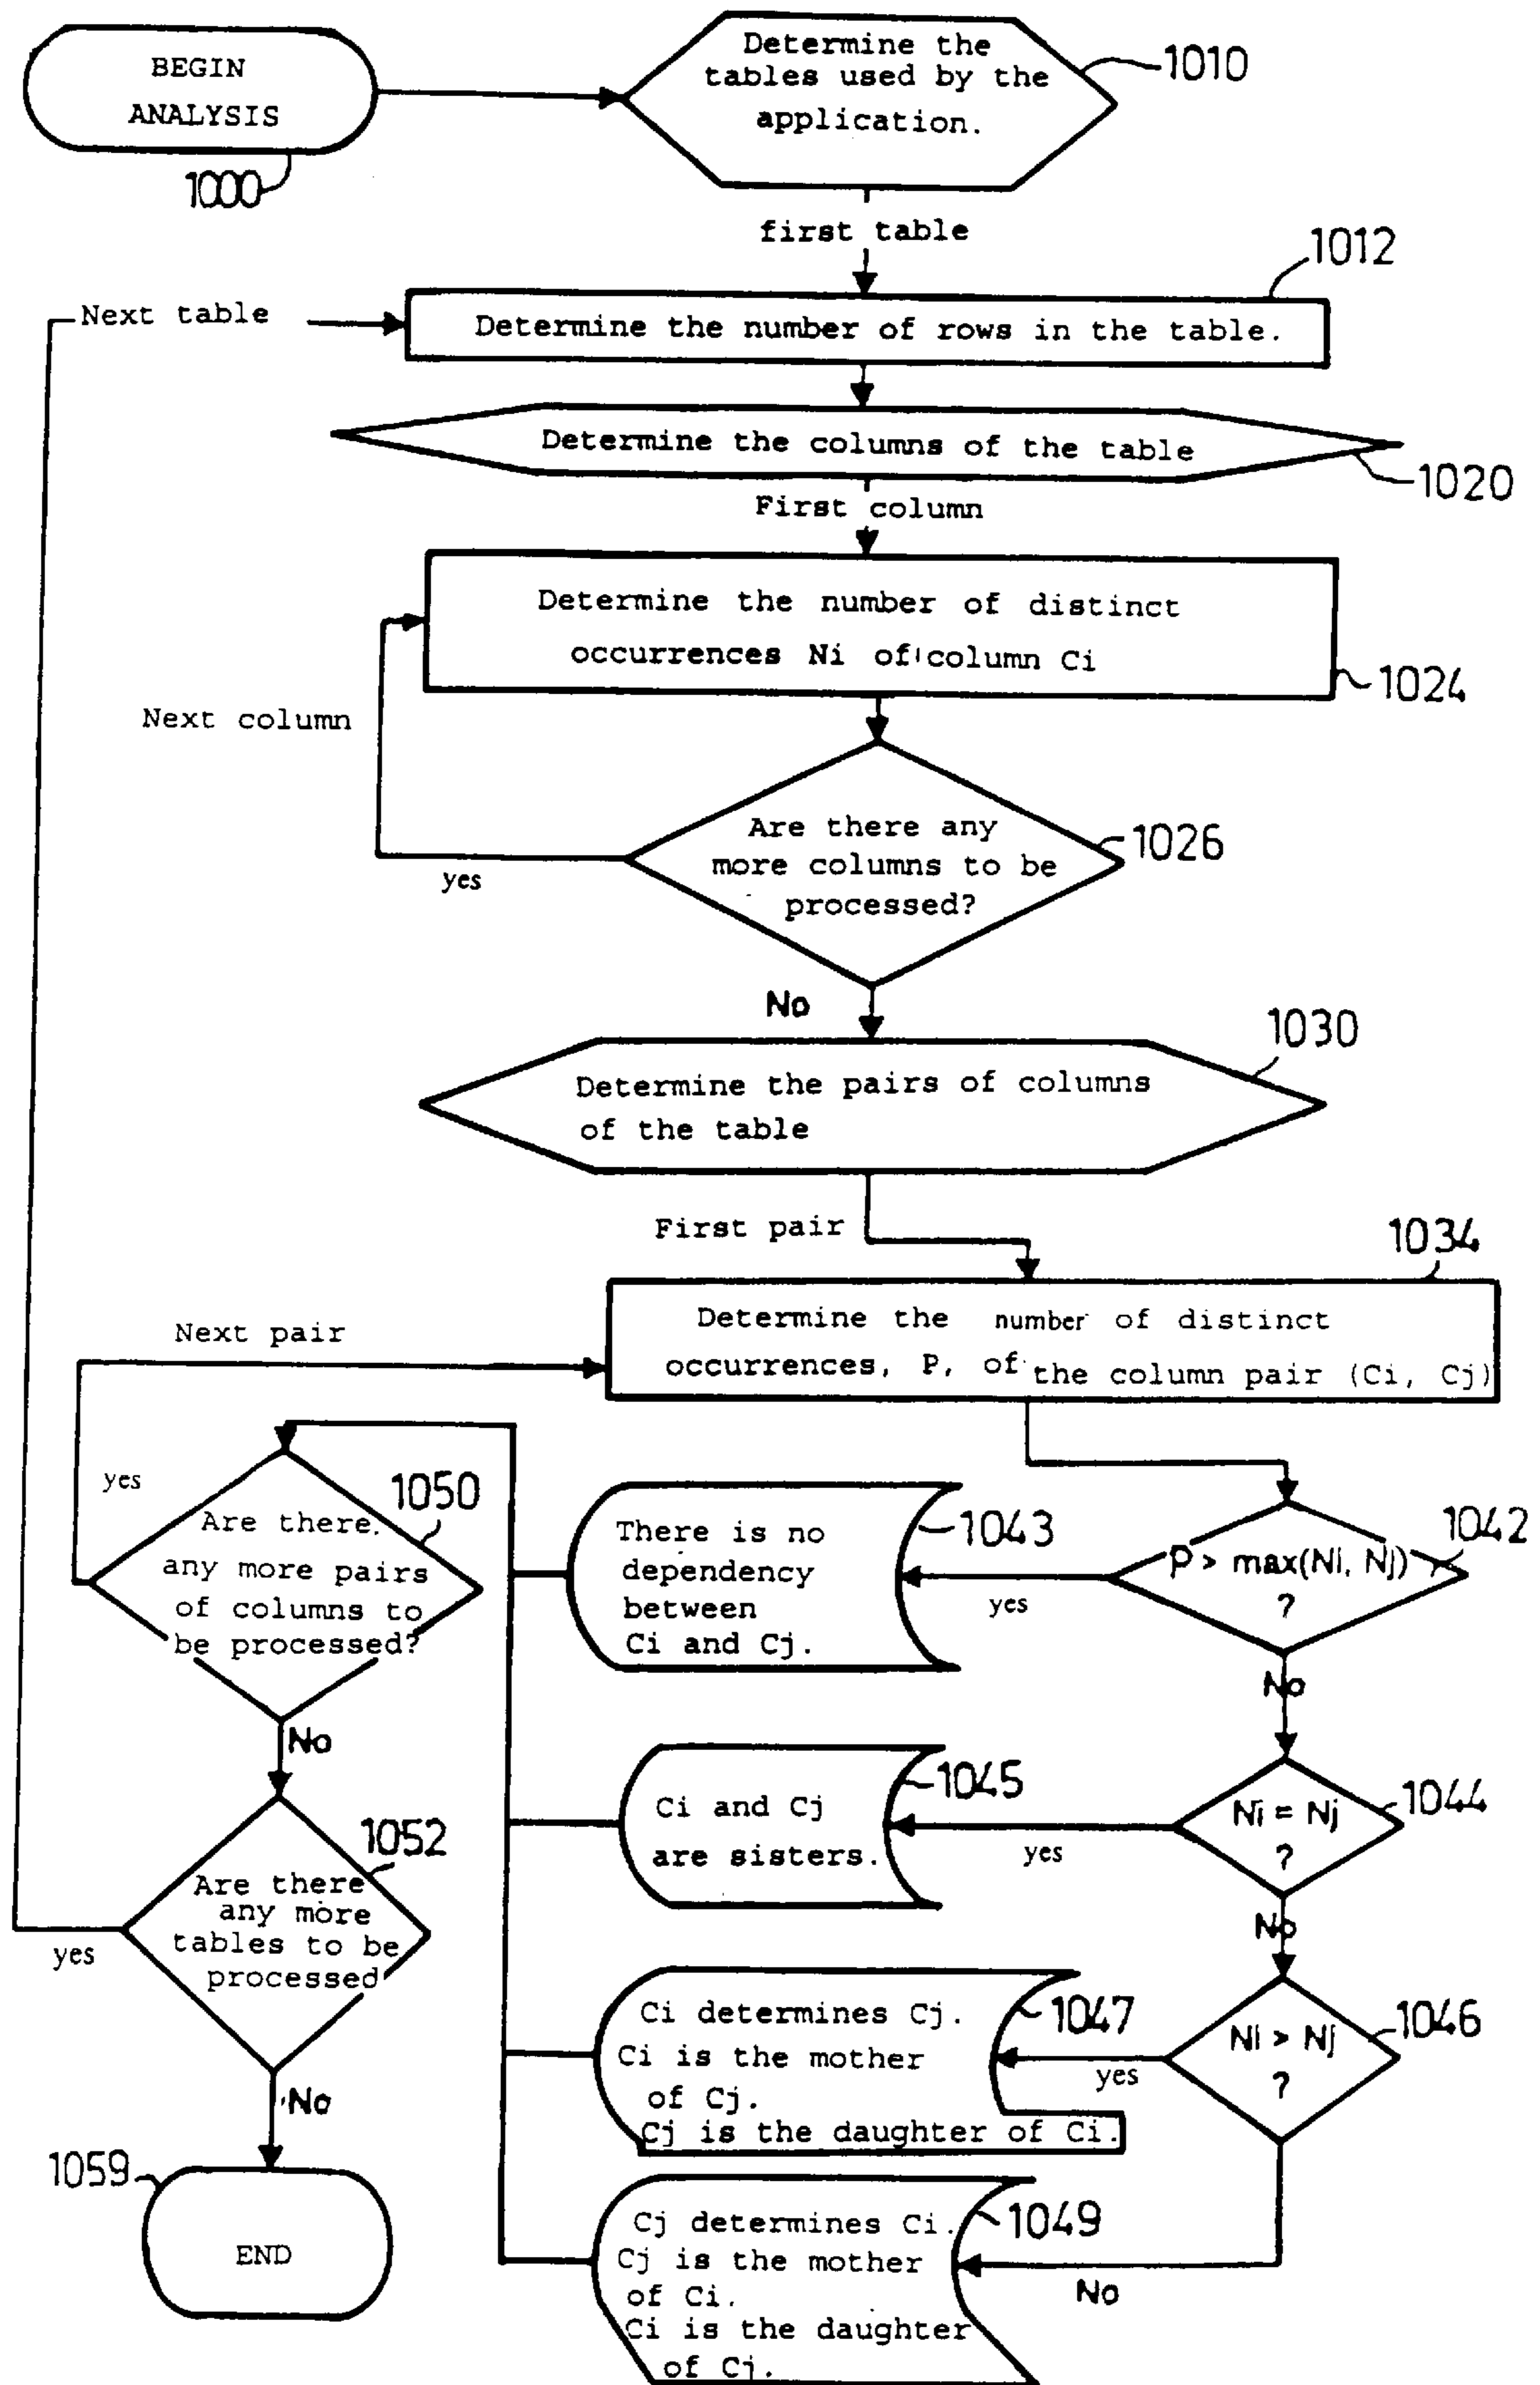 BEGIN
ANALYSIS
1000
Determine the
tables used by the
application.
1010
first table
1012
Next table
Determine the number of rows in the table.
Determine the columns of the table
1020
First column
Determine the number of distinct
occurrences Ni of column Ci
1024
Next column
Are there any
more columns to be
processed?
1026
yes
No
1030
Determine the pairs of columns
of the table
First pair
1034
Determine the number of distinct
occurrences, P, of the column pair (Ci, Cj)
Next pair
yes
1050
Are there
any more pairs
of columns to
be processed?
There is no
dependency
between
Ci and Cj.
1043
yes
P > max(Ni, Nj)
?
1042
No
No
Ci and Cj
are sisters.
1045
yes
Ni = Nj
?
1044
No
1052
Are there
any more
tables to be
processed
yes
No
Ci determines Cj.
Ci is the mother
of Cj.
Cj is the daughter of Ci.
1047
yes
Ni > Nj
?
1046
No
1059
END
Cj determines Ci.
Cj is the mother
of Ci.
Ci is the daughter
of Cj.
1049